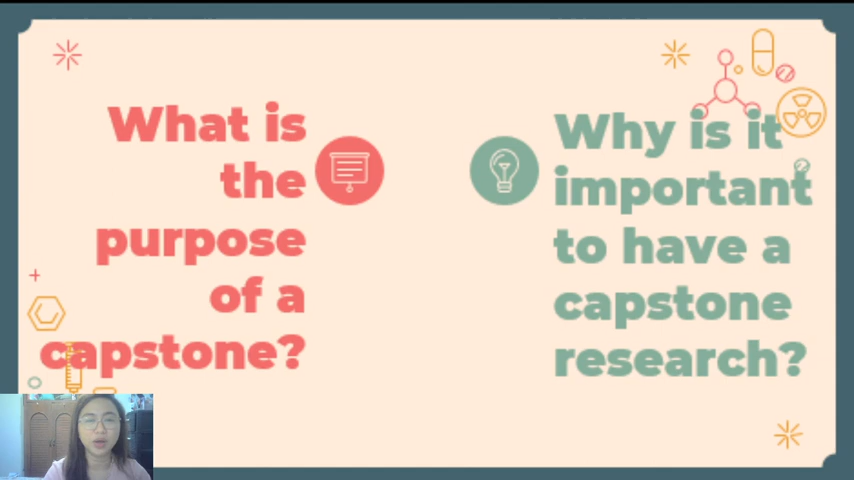 What is
the
purpose
of a
capstone?
Why is it
important
to have a
capstone
research?